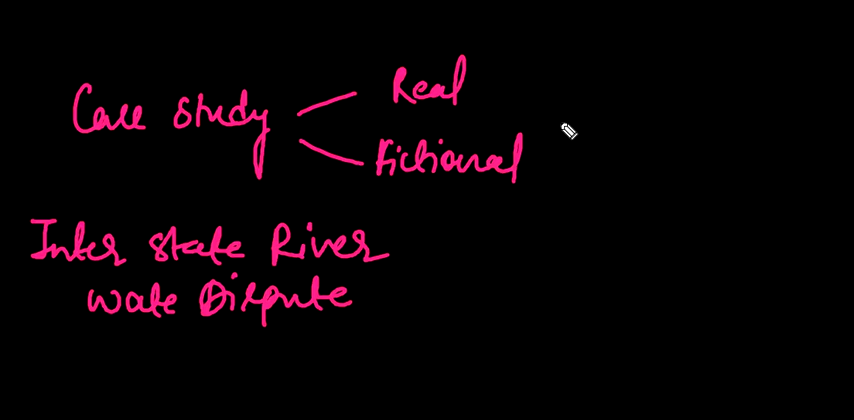 Case study
Real
Fictional
Inter state River
wate Dispute